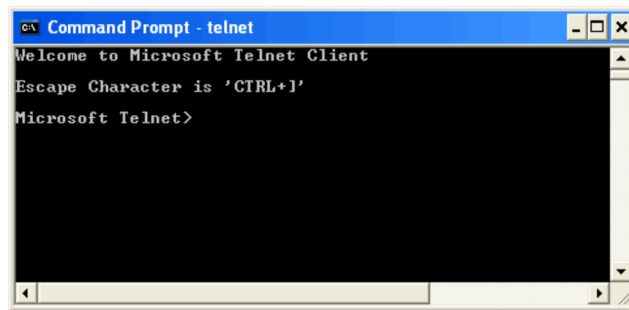 Command Prompt - telnet
Welcome to Microsoft Telnet Client
Escape Character is 'CTRL+]'
Microsoft Telnet>